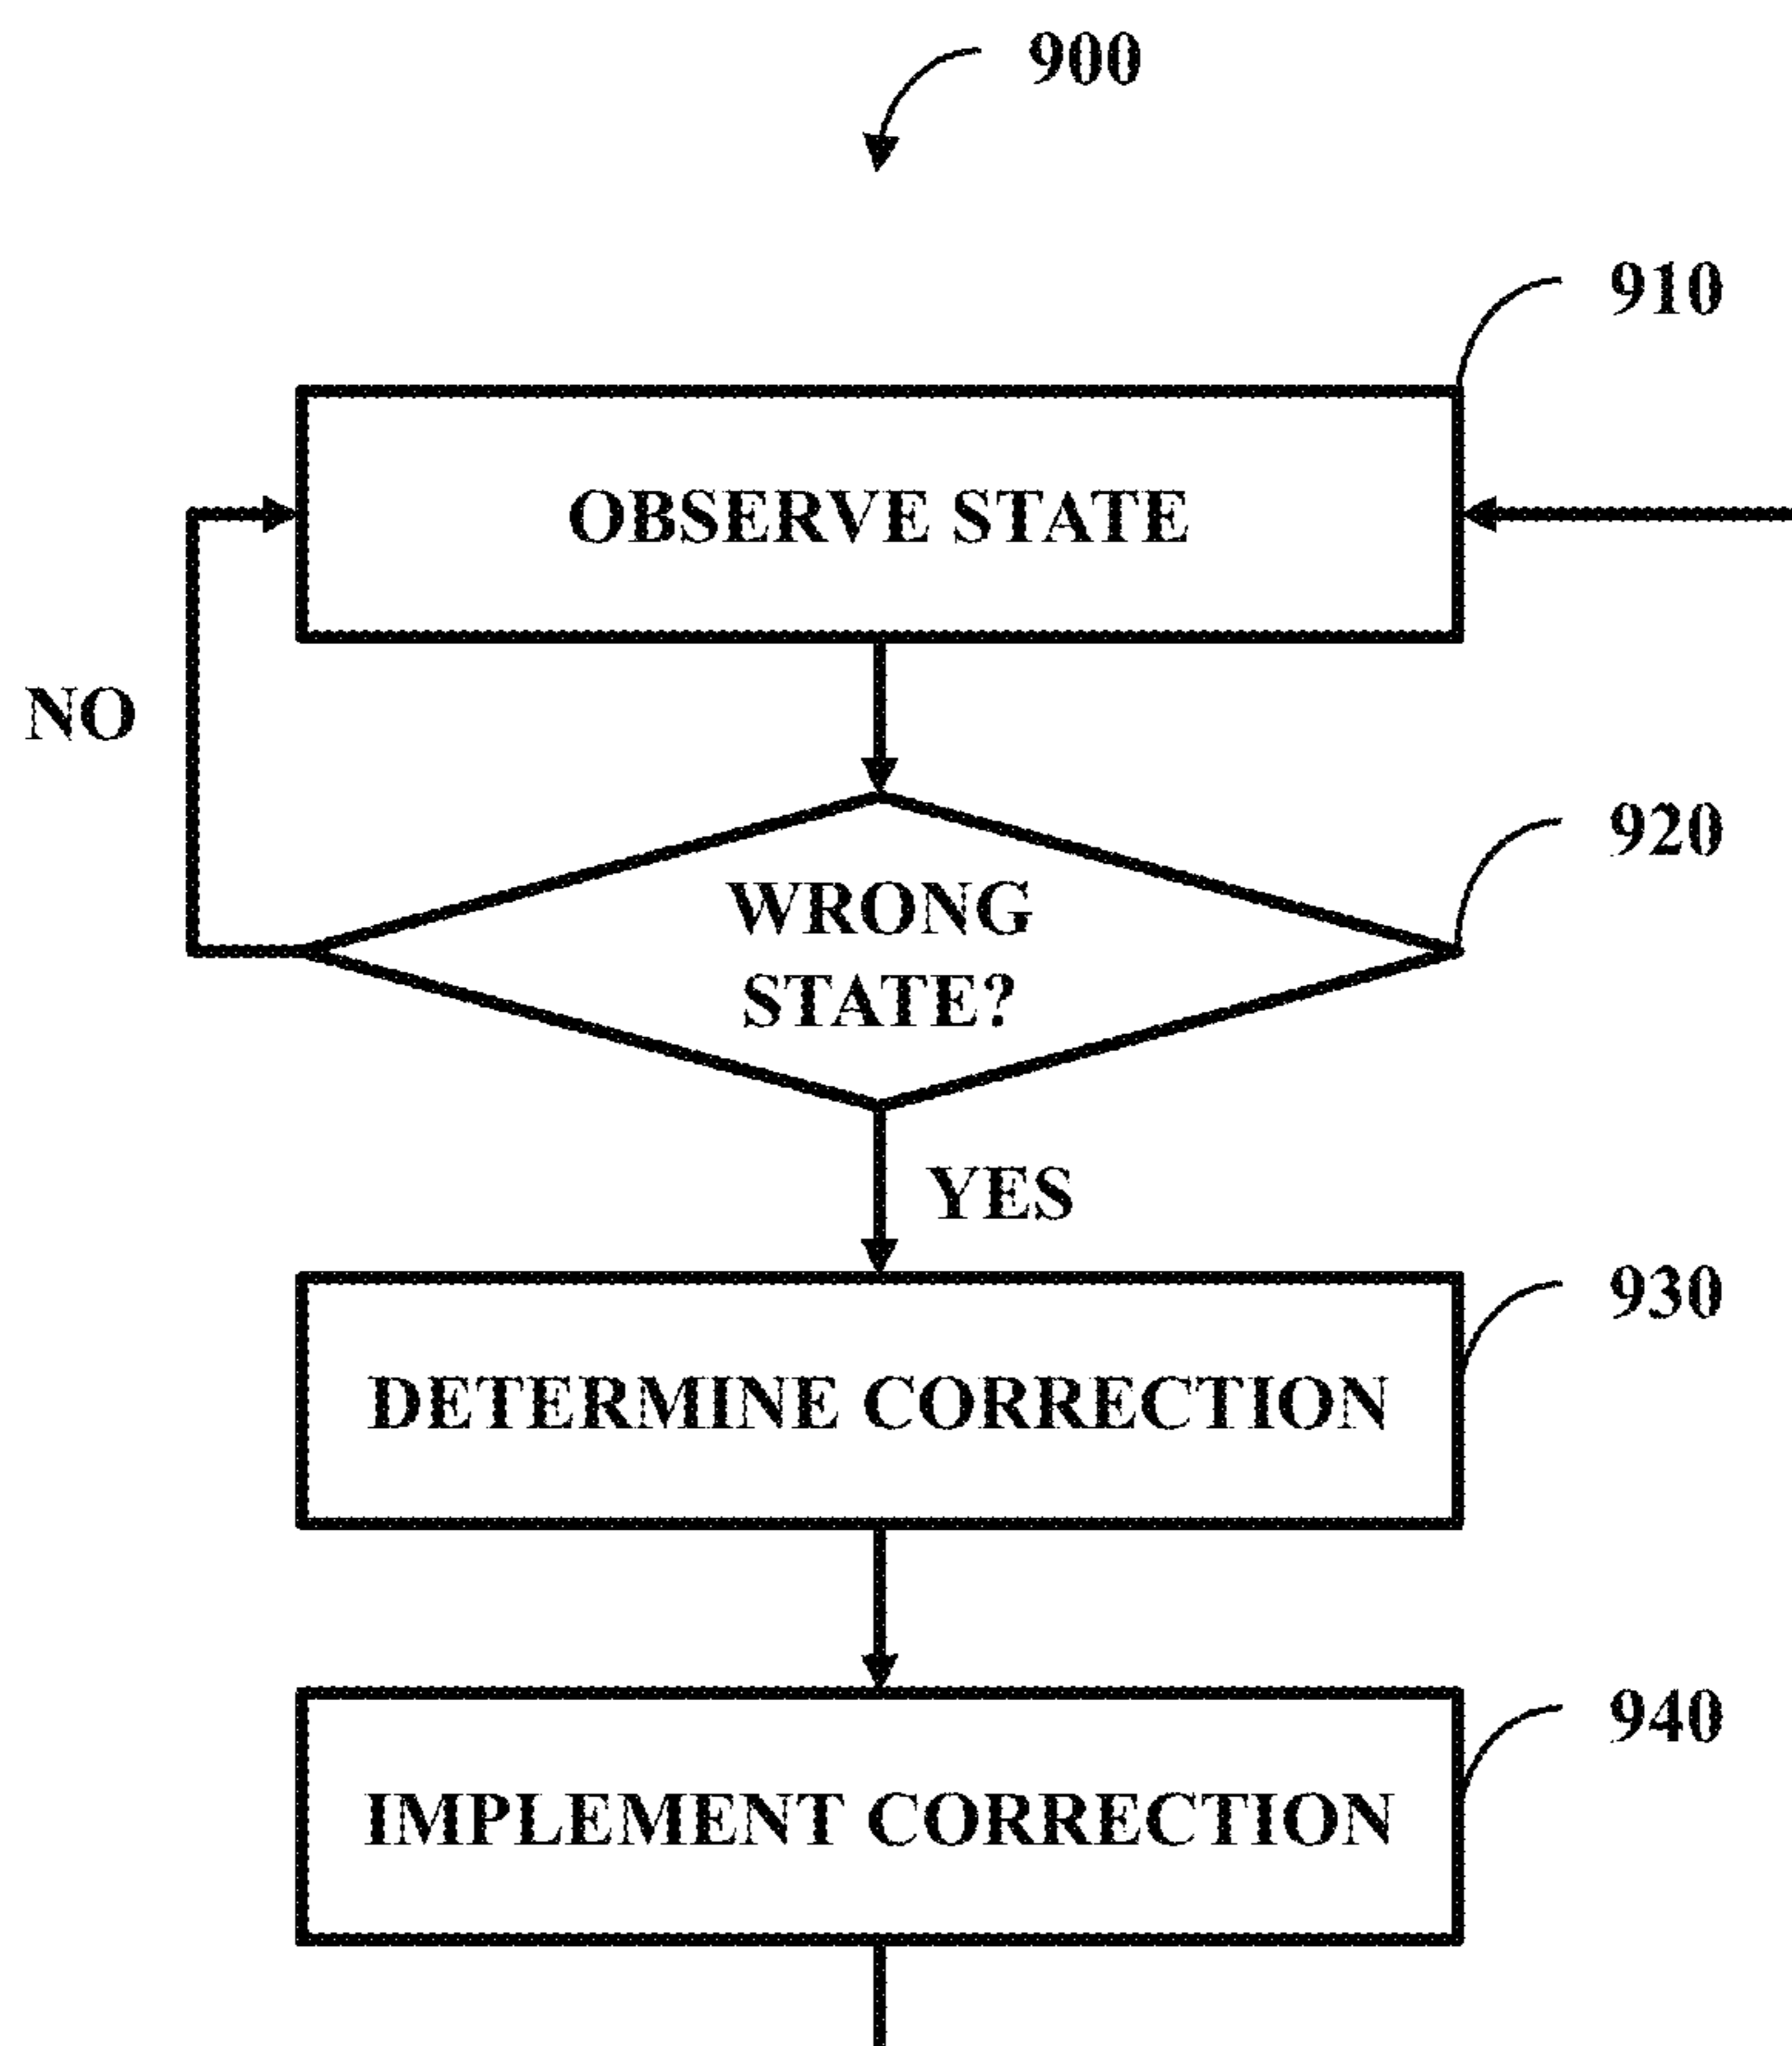 900
910
OBSERVE STATE
NO
920
WRONG
STATE?
YES
930
DETERMINE CORRECTION
940
IMPLEMENT CORRECTION